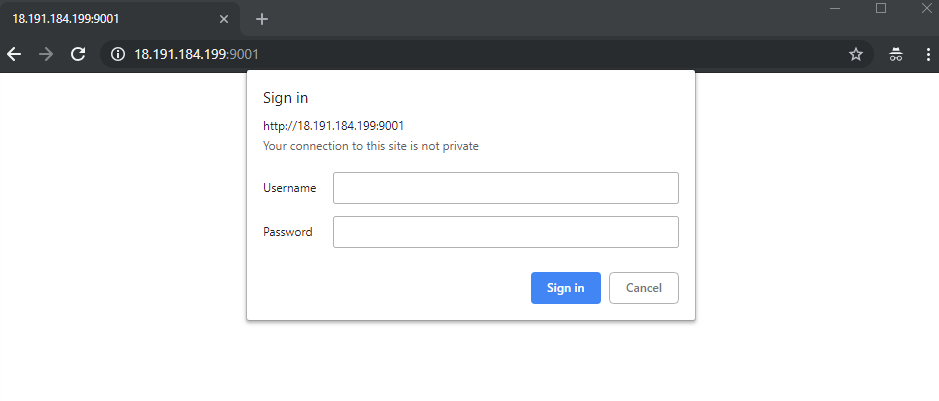 18.191.184.199:9001
18.191.184.199:9001
Sign in
http://18.191.184.199:9001
Your connection to this site is not private
Username
Password
Sign in Cancel